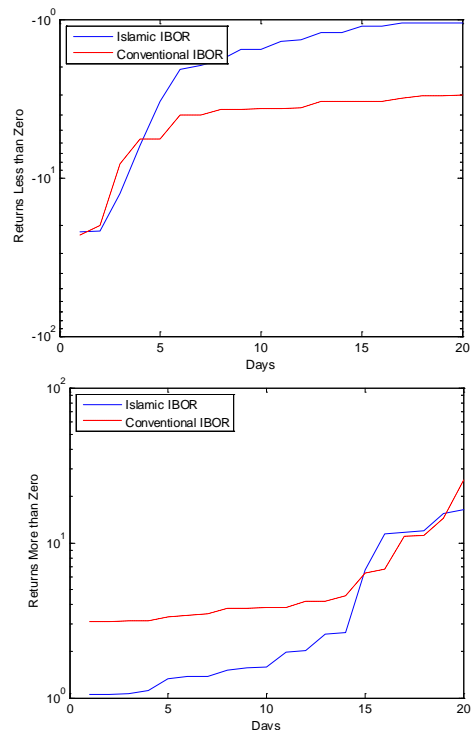 -10^0
Islamic IBOR
Conventional IBOR
Returns Less than Zero
-10^1
-10^2
0 5 10 15 20
Days
10^2
Islamic IBOR
Conventional IBOR
Returns More than Zero
10^1
10^0
0 5 10 15 20
Days